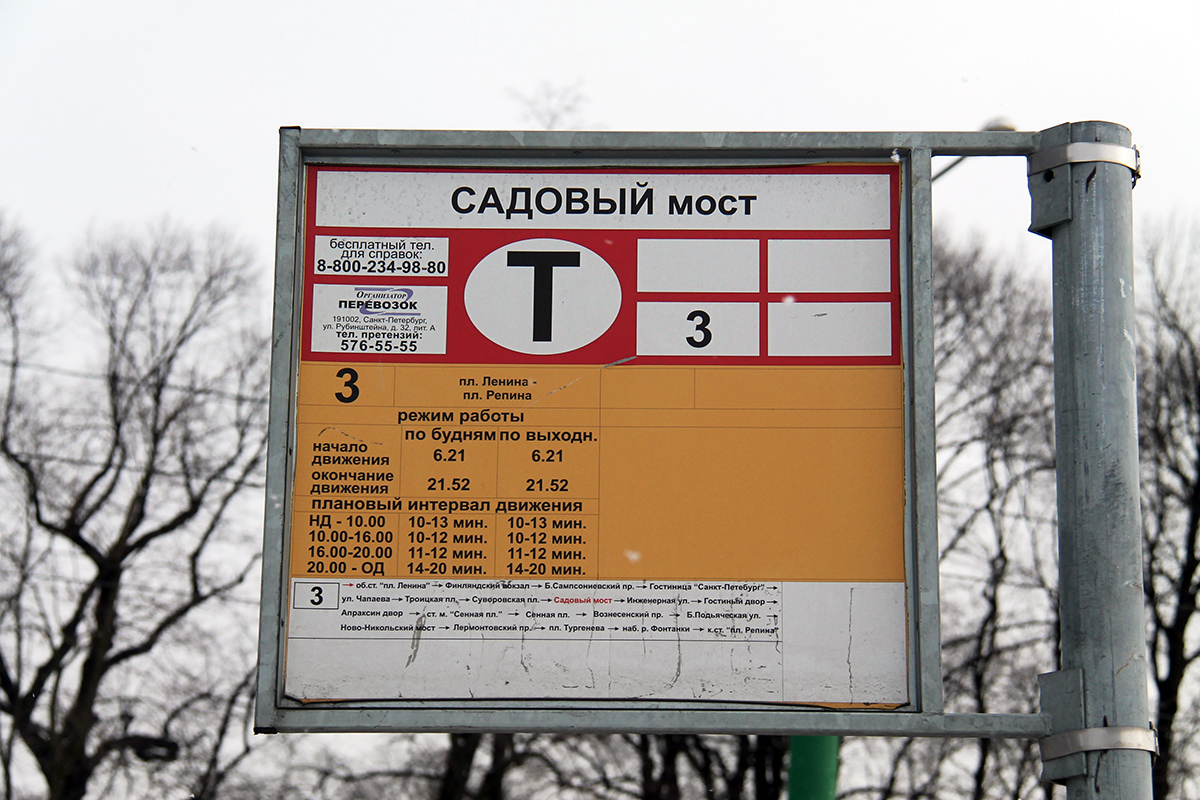 САДОВЫЙ мост
бесплатный тел.
для справок:
8-800-234-98-80
ОРГАНИЗАТОР
ПЕРЕВОЗОК
191002, Санкт-Петербург,
ул. Рубинштейна, д. 32, лит. А
тел. претензий:
576-55-55
Т
3
3
пл. Ленина -
пл. Репина
режим работы
по будням по выходн.
начало
движения 6.21 6.21
окончание
движения 21.52 21.52
плановый интервал движения
НД - 10.00 10-13 мин. 10-13 мин.
10.00-16.00 10-12 мин. 10-12 мин.
16.00-20.00 11-12 мин. 11-12 мин.
20.00 - ОД 14-20 мин. 14-20 мин.
3
→ об.ст. "пл. Ленина" → Финляндский вокзал → Б.Сампсониевский пр. → Гостиница "Санкт-Петебург" →
ул. Чапаева → Троицкая пл. → Суворовская пл. → Садовый мост → Инженерная ул. → Гостиный двор →
Апраксин двор → ст. м. "Сенная пл." → Сенная пл. → Вознесенский пр. → Б.Подьяческая ул. →
Ново-Никольский мост → Лермонтовский пр. → пл. Тургенева → наб. р. Фонтанки → к.ст. "пл. Репина"